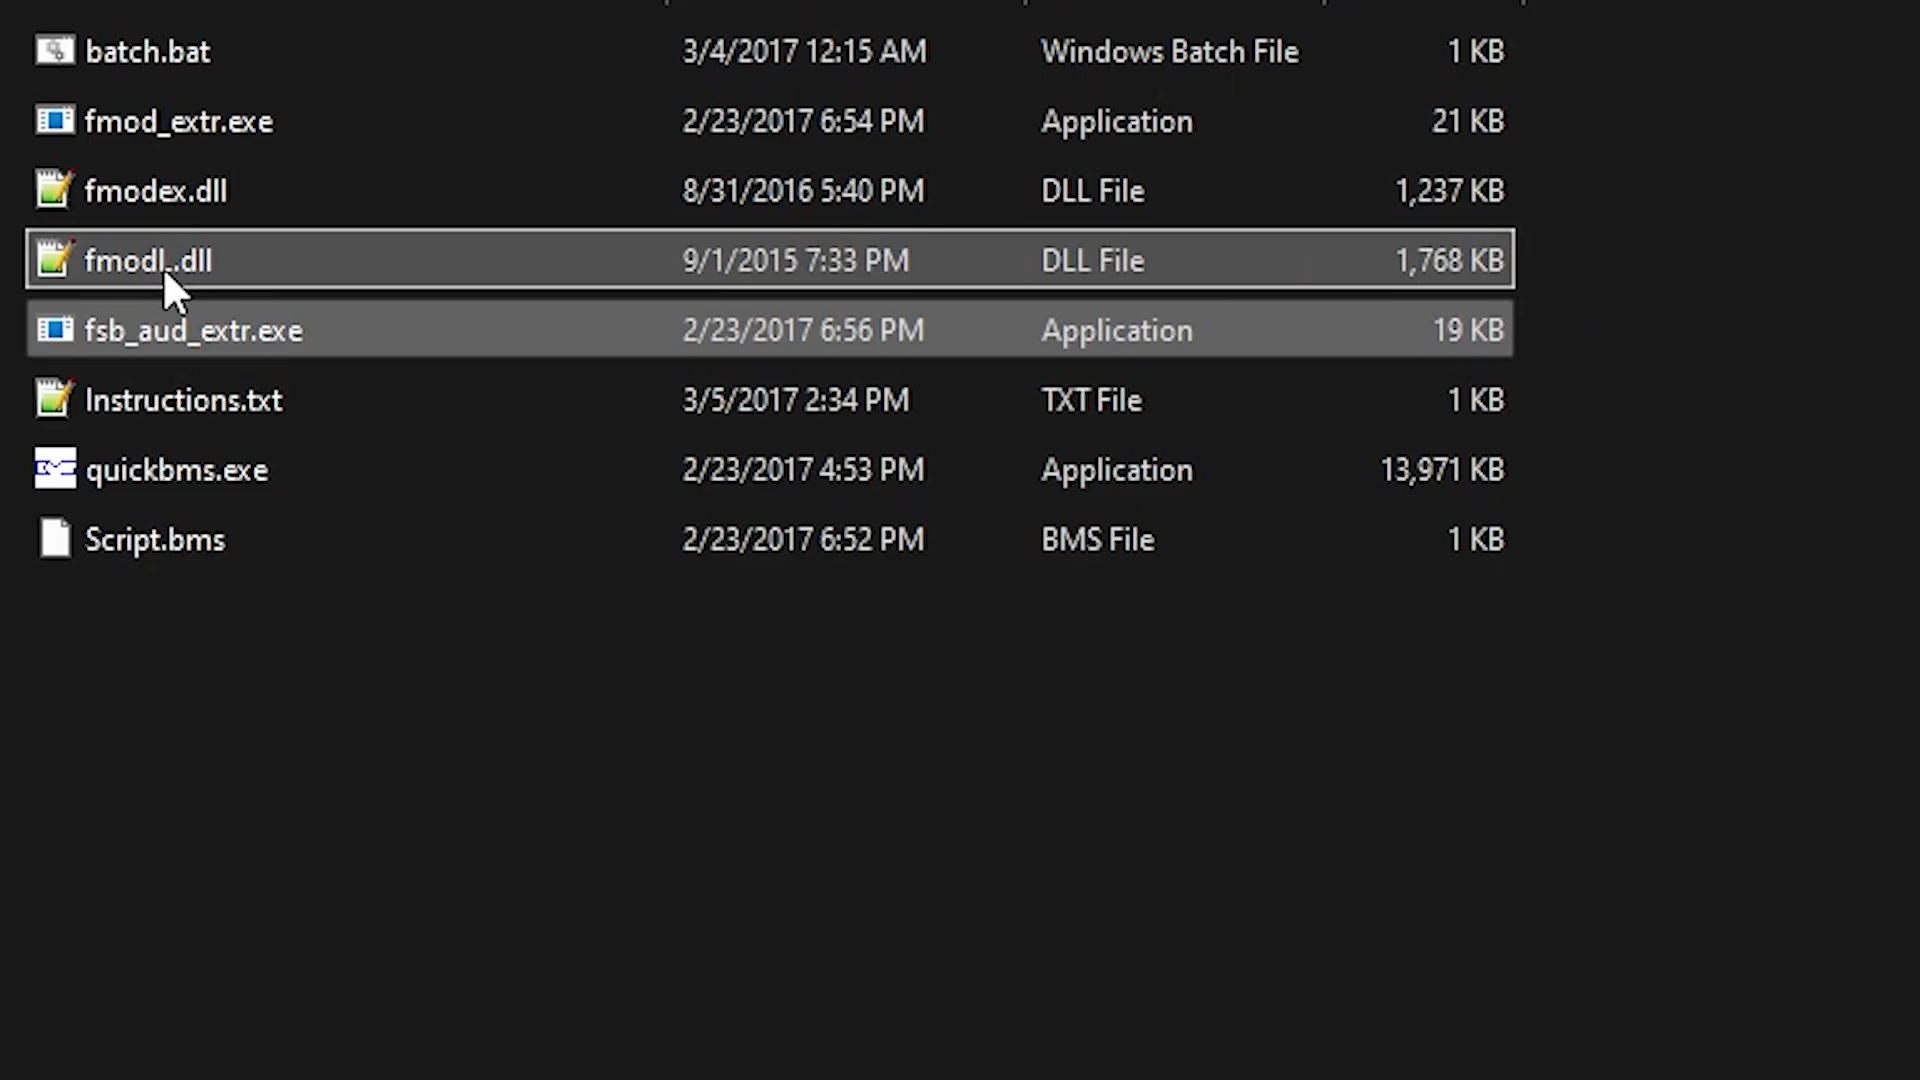 batch.bat 3/4/2017 12:15 AM Windows Batch File 1 KB
fmod_extr.exe 2/23/2017 6:54 PM Application 21 KB
fmodex.dll 8/31/2016 5:40 PM DLL File 1,237 KB
fmodL.dll 9/1/2015 7:33 PM DLL File 1,768 KB
fsb_aud_extr.exe 2/23/2017 6:56 PM Application 19 KB
Instructions.txt 3/5/2017 2:34 PM TXT File 1 KB
quickbms.exe 2/23/2017 4:53 PM Application 13,971 KB
Script.bms 2/23/2017 6:52 PM BMS File 1 KB